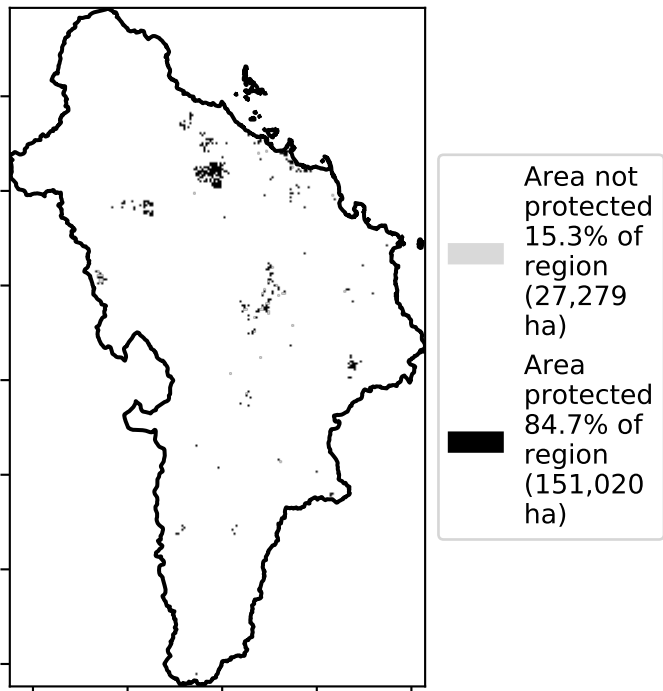 Area not
protected
15.3% of
region
(27,279
ha)
Area
protected
84.7% of
region
(151,020
ha)